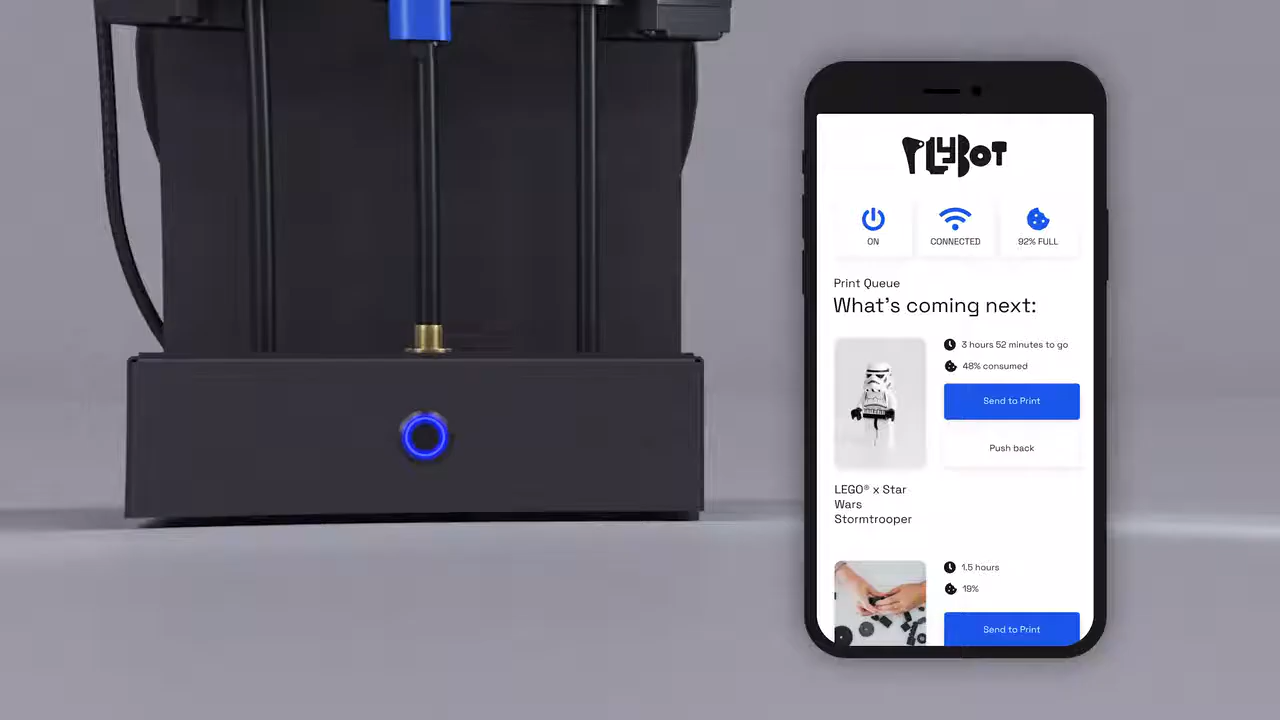 PLYBOT
ON
CONNECTED
92% FULL
Print Queue
What's coming next:
3 hours 52 minutes to go
48% consumed
Send to Print
Push back
LEGO® x Star
Wars
Stormtrooper
1.5 hours
19%
Send to Print